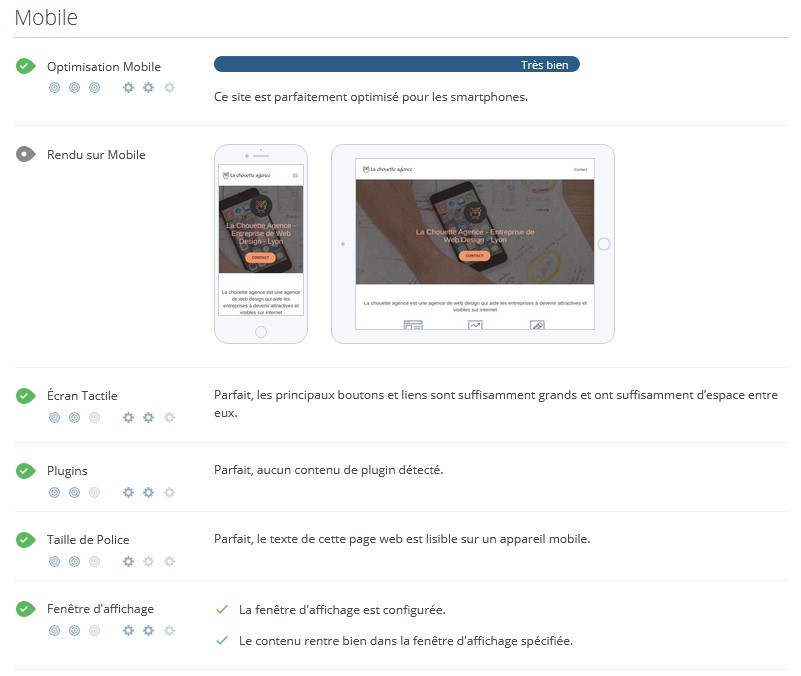 Mobile
Optimisation Mobile
Très bien
Ce site est parfaitement optimisé pour les smartphones.
Rendu sur Mobile
La chouette agence
La Chouette Agence -
Entreprise de Web
Design - Lyon
CONTACT
La chouette agence est une agence
de web design qui aide les
entreprises à devenir attractives et
visibles sur internet
La chouette agence
Contact
La Chouette Agence - Entreprise de
Web Design - Lyon
CONTACT
La chouette agence est une agence de web design qui aide les entreprises à devenir attractives et
visibles sur internet
Écran Tactile
Parfait, les principaux boutons et liens sont suffisamment grands et ont suffisamment d’espace entre
eux.
Plugins
Parfait, aucun contenu de plugin détecté.
Taille de Police
Parfait, le texte de cette page web est lisible sur un appareil mobile.
Fenêtre d'affichage
La fenêtre d'affichage est configurée.
Le contenu rentre bien dans la fenêtre d'affichage spécifiée.